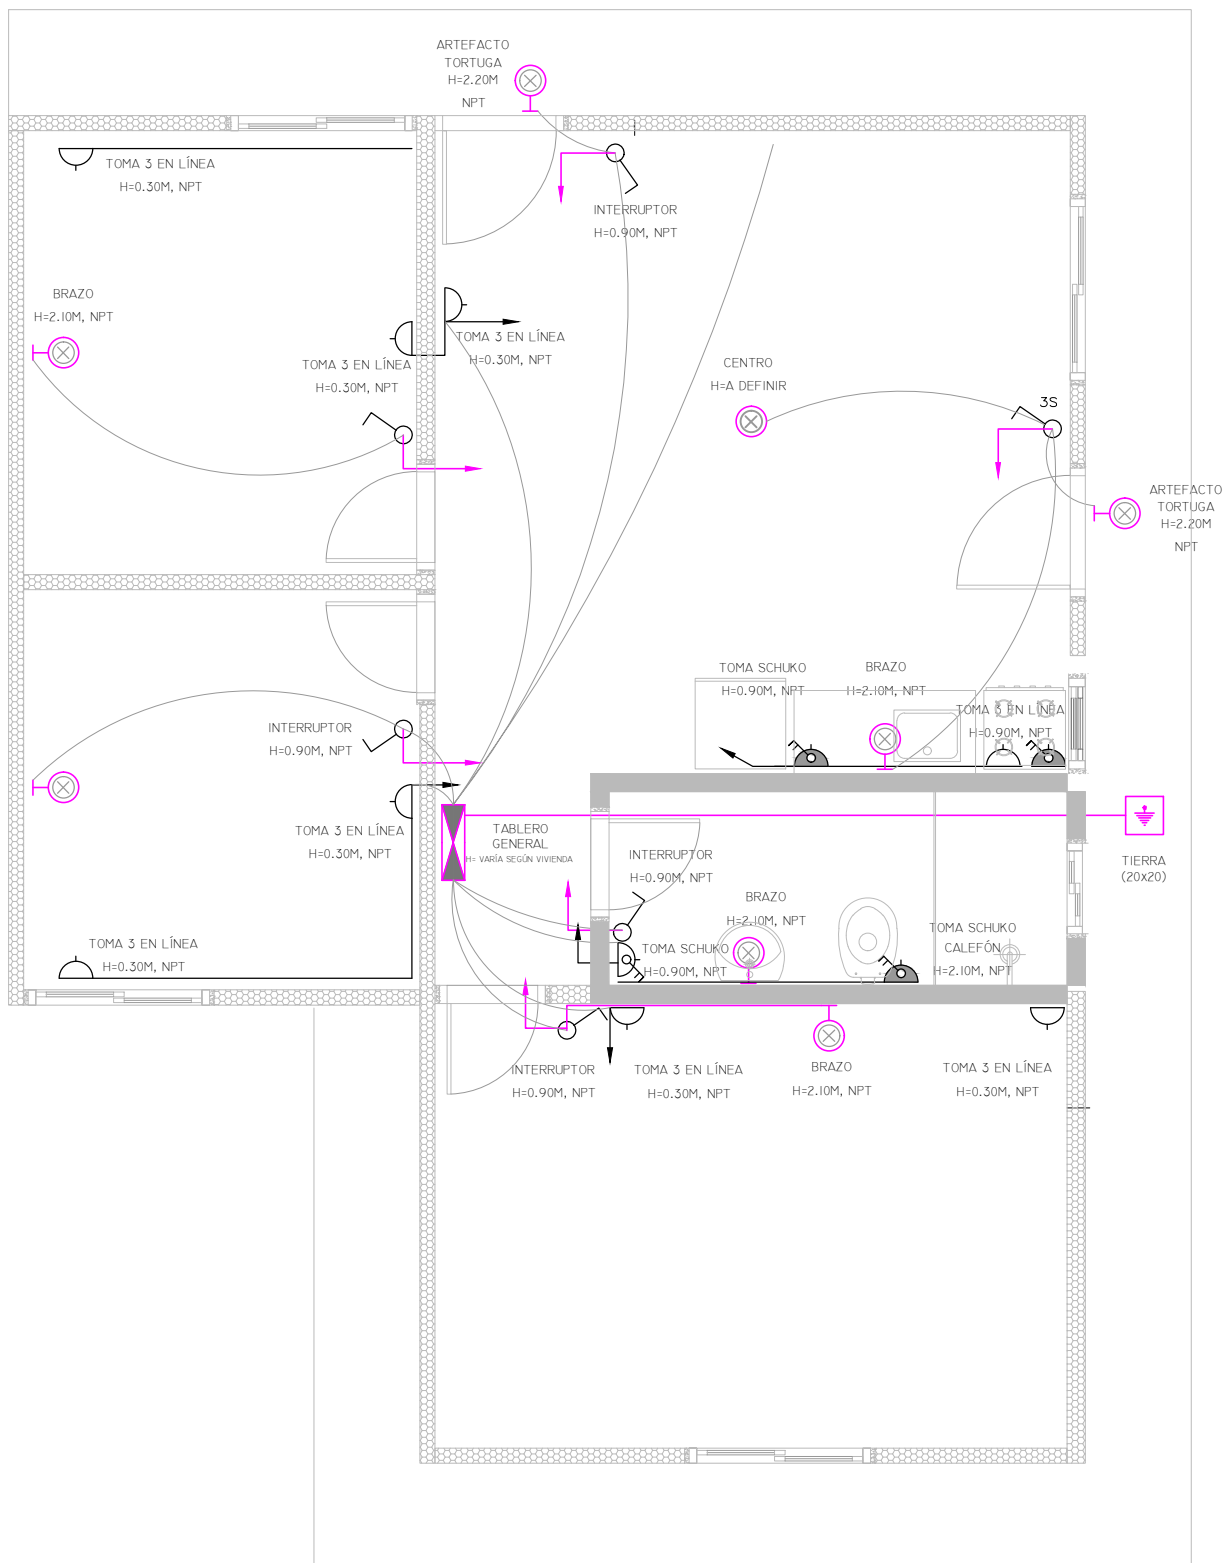 ARTEFACTO
TORTUGA
H=2.20M
NPT
TOMA 3 EN LÍNEA
H=0.30M, NPT
INTERRUPTOR
H=0.90M, NPT
BRAZO
H=2.10M, NPT
TOMA 3 EN LÍNEA
H=0.30M, NPT
TOMA 3 EN LÍNEA
H=0.30M, NPT
CENTRO
H=A DEFINIR
3S
ARTEFACTO
TORTUGA
H=2.20M
NPT
TOMA SCHUKO
H=0.90M, NPT
BRAZO
H=2.10M, NPT
TOMA 3 EN LÍNEA
H=0.90M, NPT
INTERRUPTOR
H=0.90M, NPT
TOMA 3 EN LÍNEA
H=0.30M, NPT
TABLERO
GENERAL
H= VARÍA SEGÚN VIVIENDA
INTERRUPTOR
H=0.90M, NPT
TIERRA
(20x20)
BRAZO
H=2.10M, NPT
TOMA SCHUKO
H=0.90M, NPT
TOMA SCHUKO
CALEFÓN
H=2.10M, NPT
TOMA 3 EN LÍNEA
H=0.30M, NPT
INTERRUPTOR
H=0.90M, NPT
TOMA 3 EN LÍNEA
H=0.30M, NPT
BRAZO
H=2.10M, NPT
TOMA 3 EN LÍNEA
H=0.30M, NPT